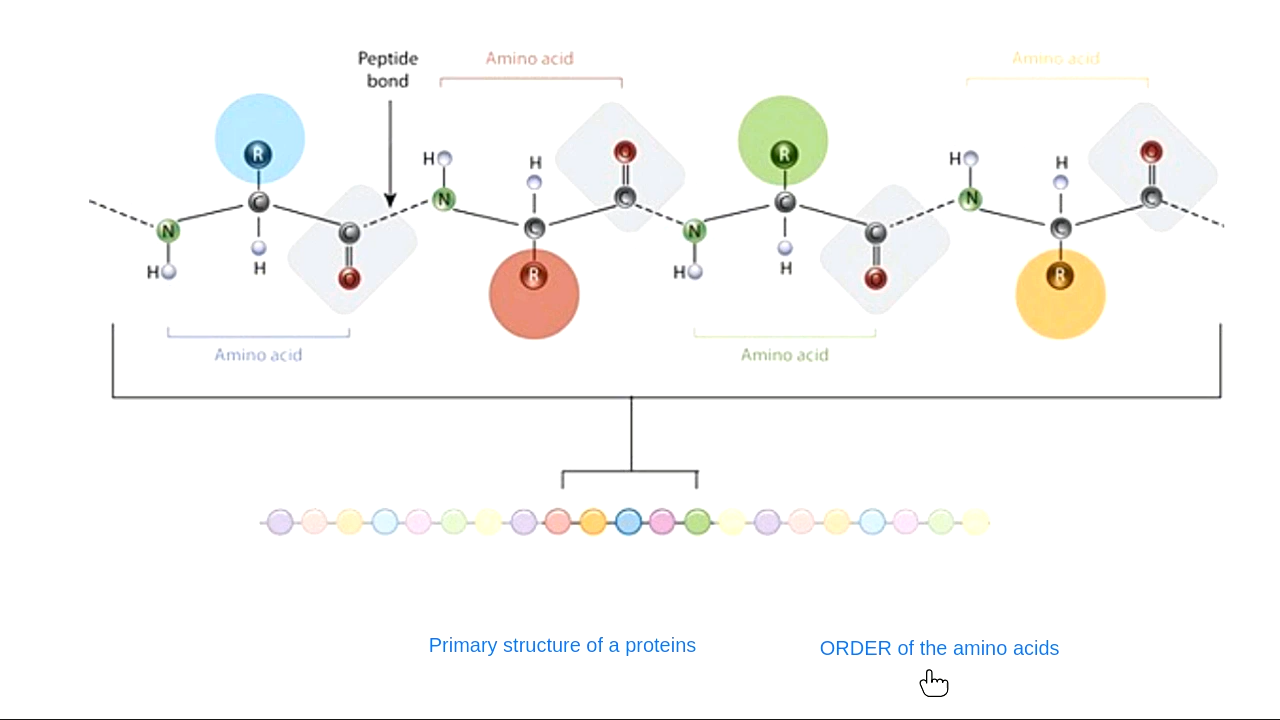 Peptide
bond
Amino acid
Amino acid
R
O
R
O
H
H
H
H
N
N
C
C
C
C
N
C
C
N
C
C
H
H
H
H
O
R
O
R
Amino acid
Amino acid
Primary structure of a proteins
ORDER of the amino acids